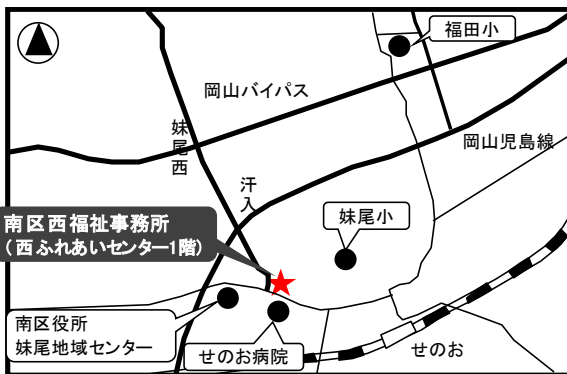 福田小
岡山バイパス
妹尾西
岡山児島線
汗入
南区西福祉事務所
(西ふれあいセンター1階)
妹尾小
南区役所
妹尾地域センター
せのお病院
せのお